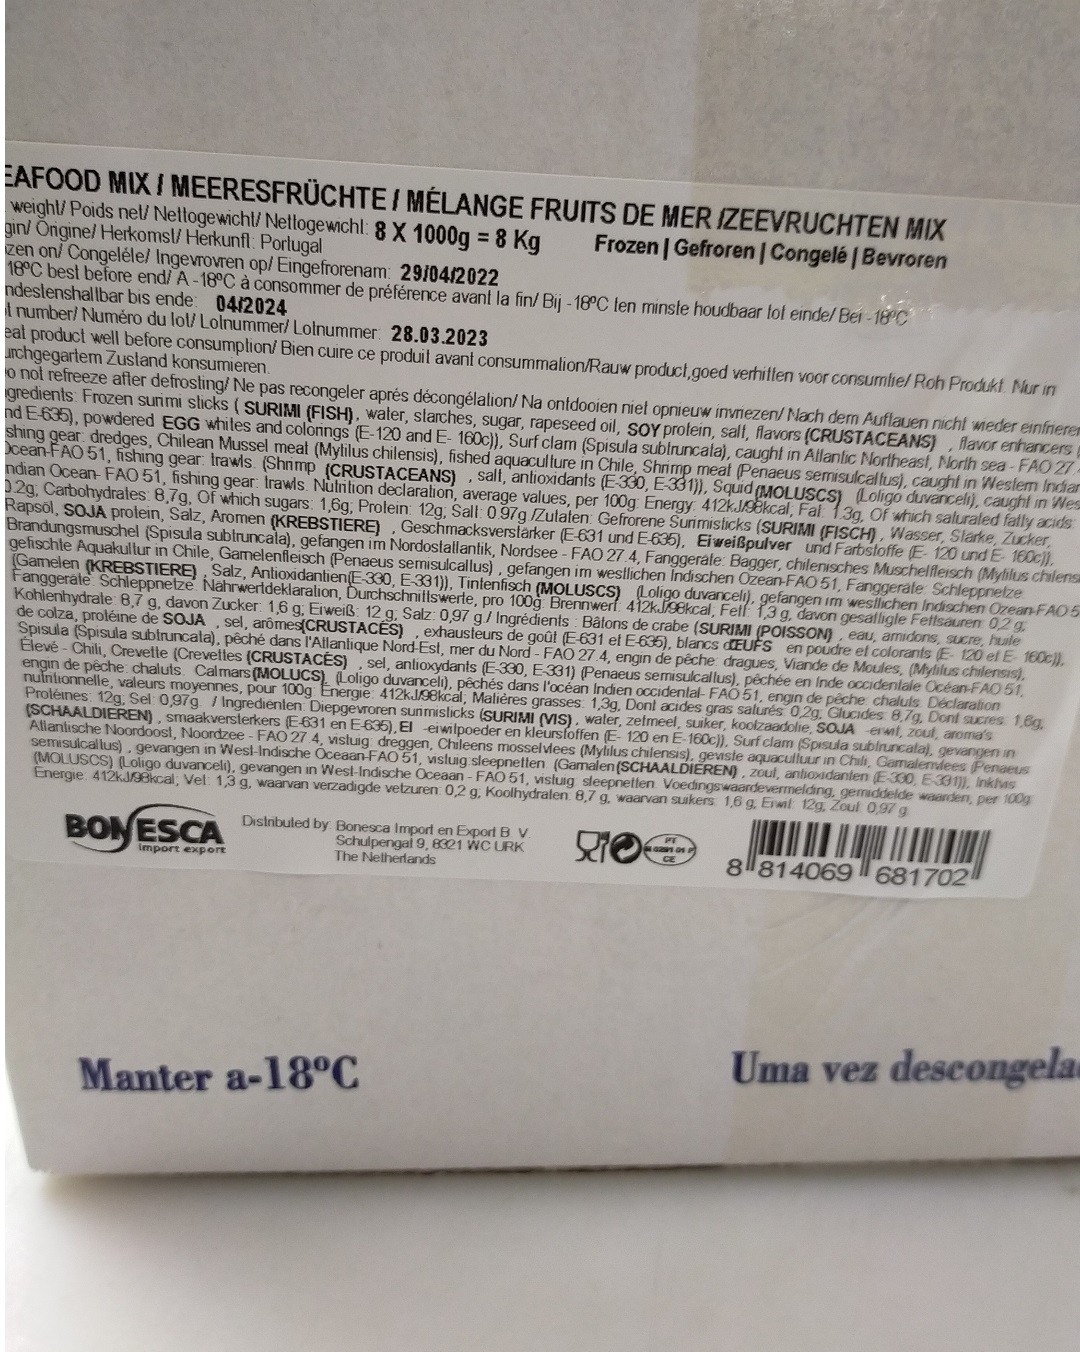 EAFOOD MIX / MEERESFRÜCHTE / MÉLANGE FRUITS DE MER /ZEEVRUCHTEN MIX
weight/ Poids net/ Nettogewicht/ Nettogewicht: 8 X 1000g = 8 Kg Frozen | Gefroren | Congelé | Bevroren
gin/ Origine/ Herkomst/ Herkunft: Portugal
zen on/ Congeléle/ Ingevrovren op/ Eingefrorenam: 29/04/2022
18ºC best before end/ A -18ºC à consommer de préférence avant la fin/ Bij -18ºC ten minste houdbaar tot einde/ Bei -18ºC
ndestenshallbar bis ende: 04/2024
t number/ Numéro du lot/ Lotnummer/ Lotnummer: 28.03.2023
eat product well before consumption/ Bien cuire ce produit avant consummation/Rauw product,goed verhitten voor consumtie/ Roh Produkt. Nur in
urchgegartem Zustand konsumieren.
o not refreeze after defrosting/ Ne pas recongeler aprés décongélation/ Na ontdooien niet opnieuw invriezen/ Nach dem Auftauen nicht wieder einfrieren
gredients: Frozen surimi sticks ( SURIMI (FISH), water, starches, sugar, rapeseed oil, SOY protein, salt, flavors (CRUSTACEANS) , flavor enhancers (
nd E-635), powdered EGG whites and colorings (E-120 and E- 160c)), Surf clam (Spisula subtruncata), caught in Atlantic Northeast, North sea - FAO 27
shing gear: dredges, Chilean Mussel meat (Mytilus chilensis), fished aquaculture in Chile, Shrimp meat (Penaeus semisulcaltus), caught in Western Indian
Ocean-FAO 51, fishing gear: trawls. (Shrimp (CRUSTACEANS) , salt, antioxidants (E-330, E-331)), Squid (MOLUSCS) (Loligo duvanceli), caught in Wes
ndian Ocean- FAO 51, fishing gear: trawls. Nutrition declaration, average values, per 100g: Energy: 412kJ/98kcal; Fat: 1.3g, Of which saturated fatty acids:
0.2g; Carbohydrates: 8,7g, Of which sugars: 1,6g; Protein: 12g, Salt: 0.97g /Zutaten: Gefrorene Surimisticks (SURIMI (FISCH) , Wasser, Stärke, Zucker,
Rapsöl, SOJA protein, Salz, Aromen (KREBSTIERE) , Geschmacksverstärker (E-631 und E-635), Eiweißpulver und Farbstoffe (E- 120 und E- 160c)),
Brandungsmuschel (Spisula subtruncata), gefangen im Nordostallantik, Nordsee - FAO 27.4, Fanggeräte: Bagger, chilenisches Muschelfleisch (Mytilus chilens
gefischte Aquakultur in Chile, Garnelenfleisch (Penaeus semisulcallus) , gefangen im westlichen Indischen Ozean-FAO 51, Fanggeräte: Schleppnetze.
(Garnelen (KREBSTIERE) , Salz, Antioxidantien(E-330, E-331)), Tintenfisch (MOLUSCS) (Loligo duvanceli), gefangen im westlichen Indischen Ozean-FAO 5
Fanggeräte: Schleppnetze. Nährwertdeklaration, Durchschnittswerte, pro 100g: Brennwert: 412kJ/98kcal, Fett: 1,3 g, davon gesattigte Fettsäuren: 0,2 g;
Kohlenhydrate: 8,7 g, davon Zucker: 1,6 g; Eiweiß: 12 g, Salz: 0,97 g / Ingrédients : Bâtons de crabe (SURIMI (POISSON) , eau, amidons, sucre, huile
de colza, protéine de SOJA , sel, arômes(CRUSTACÉS) , exhausteurs de goût (E-631 et E-635), blancs d'ŒUFS en poudre et colorants (E- 120 et E- 160c)),
Spisula (Spisula subtruncata), pêché dans l'Atlantique Nord-Est, mer du Nord - FAO 27.4, engin de pêche: dragues, Viande de Moules, (Mytilus chilensis),
Élevé - Chili, Crevette (Crevettes (CRUSTACÉS) , sel, antioxydants (E-330, E-331) (Penaeus semisulcallus), pêchée en Inde occidentale Océan-FAO 51,
engin de pêche: chaluts. Calmars (MOLUCS), (Loligo duvanceli), pêchés dans l'océan Indien occidental- FAO 51, engin de pêche: chaluts. Déclaration
nutritionnelle, valeurs moyennes, pour 100g: Énergie: 412kJ/98kcal; Matières grasses: 1,3g, Dont acides gras salurés: 0,2g; Glucides: 8,7g, Dont sucres: 1,6g;
Protéines: 12g, Sel: 0,97g. / Ingredienten: Diepgevroren surimisticks (SURIMI (VIS) , water, zetmeel, suiker, koolzaadolie, SOJA -eiwit, zout, aroma's
(SCHAALDIEREN) , smaakversterkers (E-631 en E-635), EI -eiwitpoeder en kleurstoffen (E- 120 en E-160c)), Surf clam (Spisula subtruncata), gevangen in
Atlantische Noordoost, Noordzee - FAO 27 4, vistuig: dreggen, Chileens mosselvlees (Mytilus chilensis), geviste aquacultuur in Chili, Garnalenvlees (Penaeus
semisulcaltus) , gevangen in West-Indische Oceaan-FAO 51, vistuig:sleepnetten (Garnalen (SCHAALDIEREN) , zout, antioxidanten (E-330, E-331)), Inktvis
(MOLUSCS) (Loligo duvanceli), gevangen in West-Indische Oceaan - FAO 51, vistuig: sleepnetten. Voedingswaardevermelding, gemiddelde waarden, per 100g:
Energie: 412kJ/98kcal; Vet: 1,3 g, waarvan verzadigde vetzuren: 0,2 g, Koolhydraten: 8,7 g, waarvan suikers: 1,6 g, Eiwit: 12g, Zout: 0,97 g.
BONESCA
import export
Distributed by: Bonesca Import en Export B. V.
Schulpengat 9, 8321 WC URK
The Netherlands
PT
CE
8 814069 681702
Manter a-18ºC
Uma vez descongela